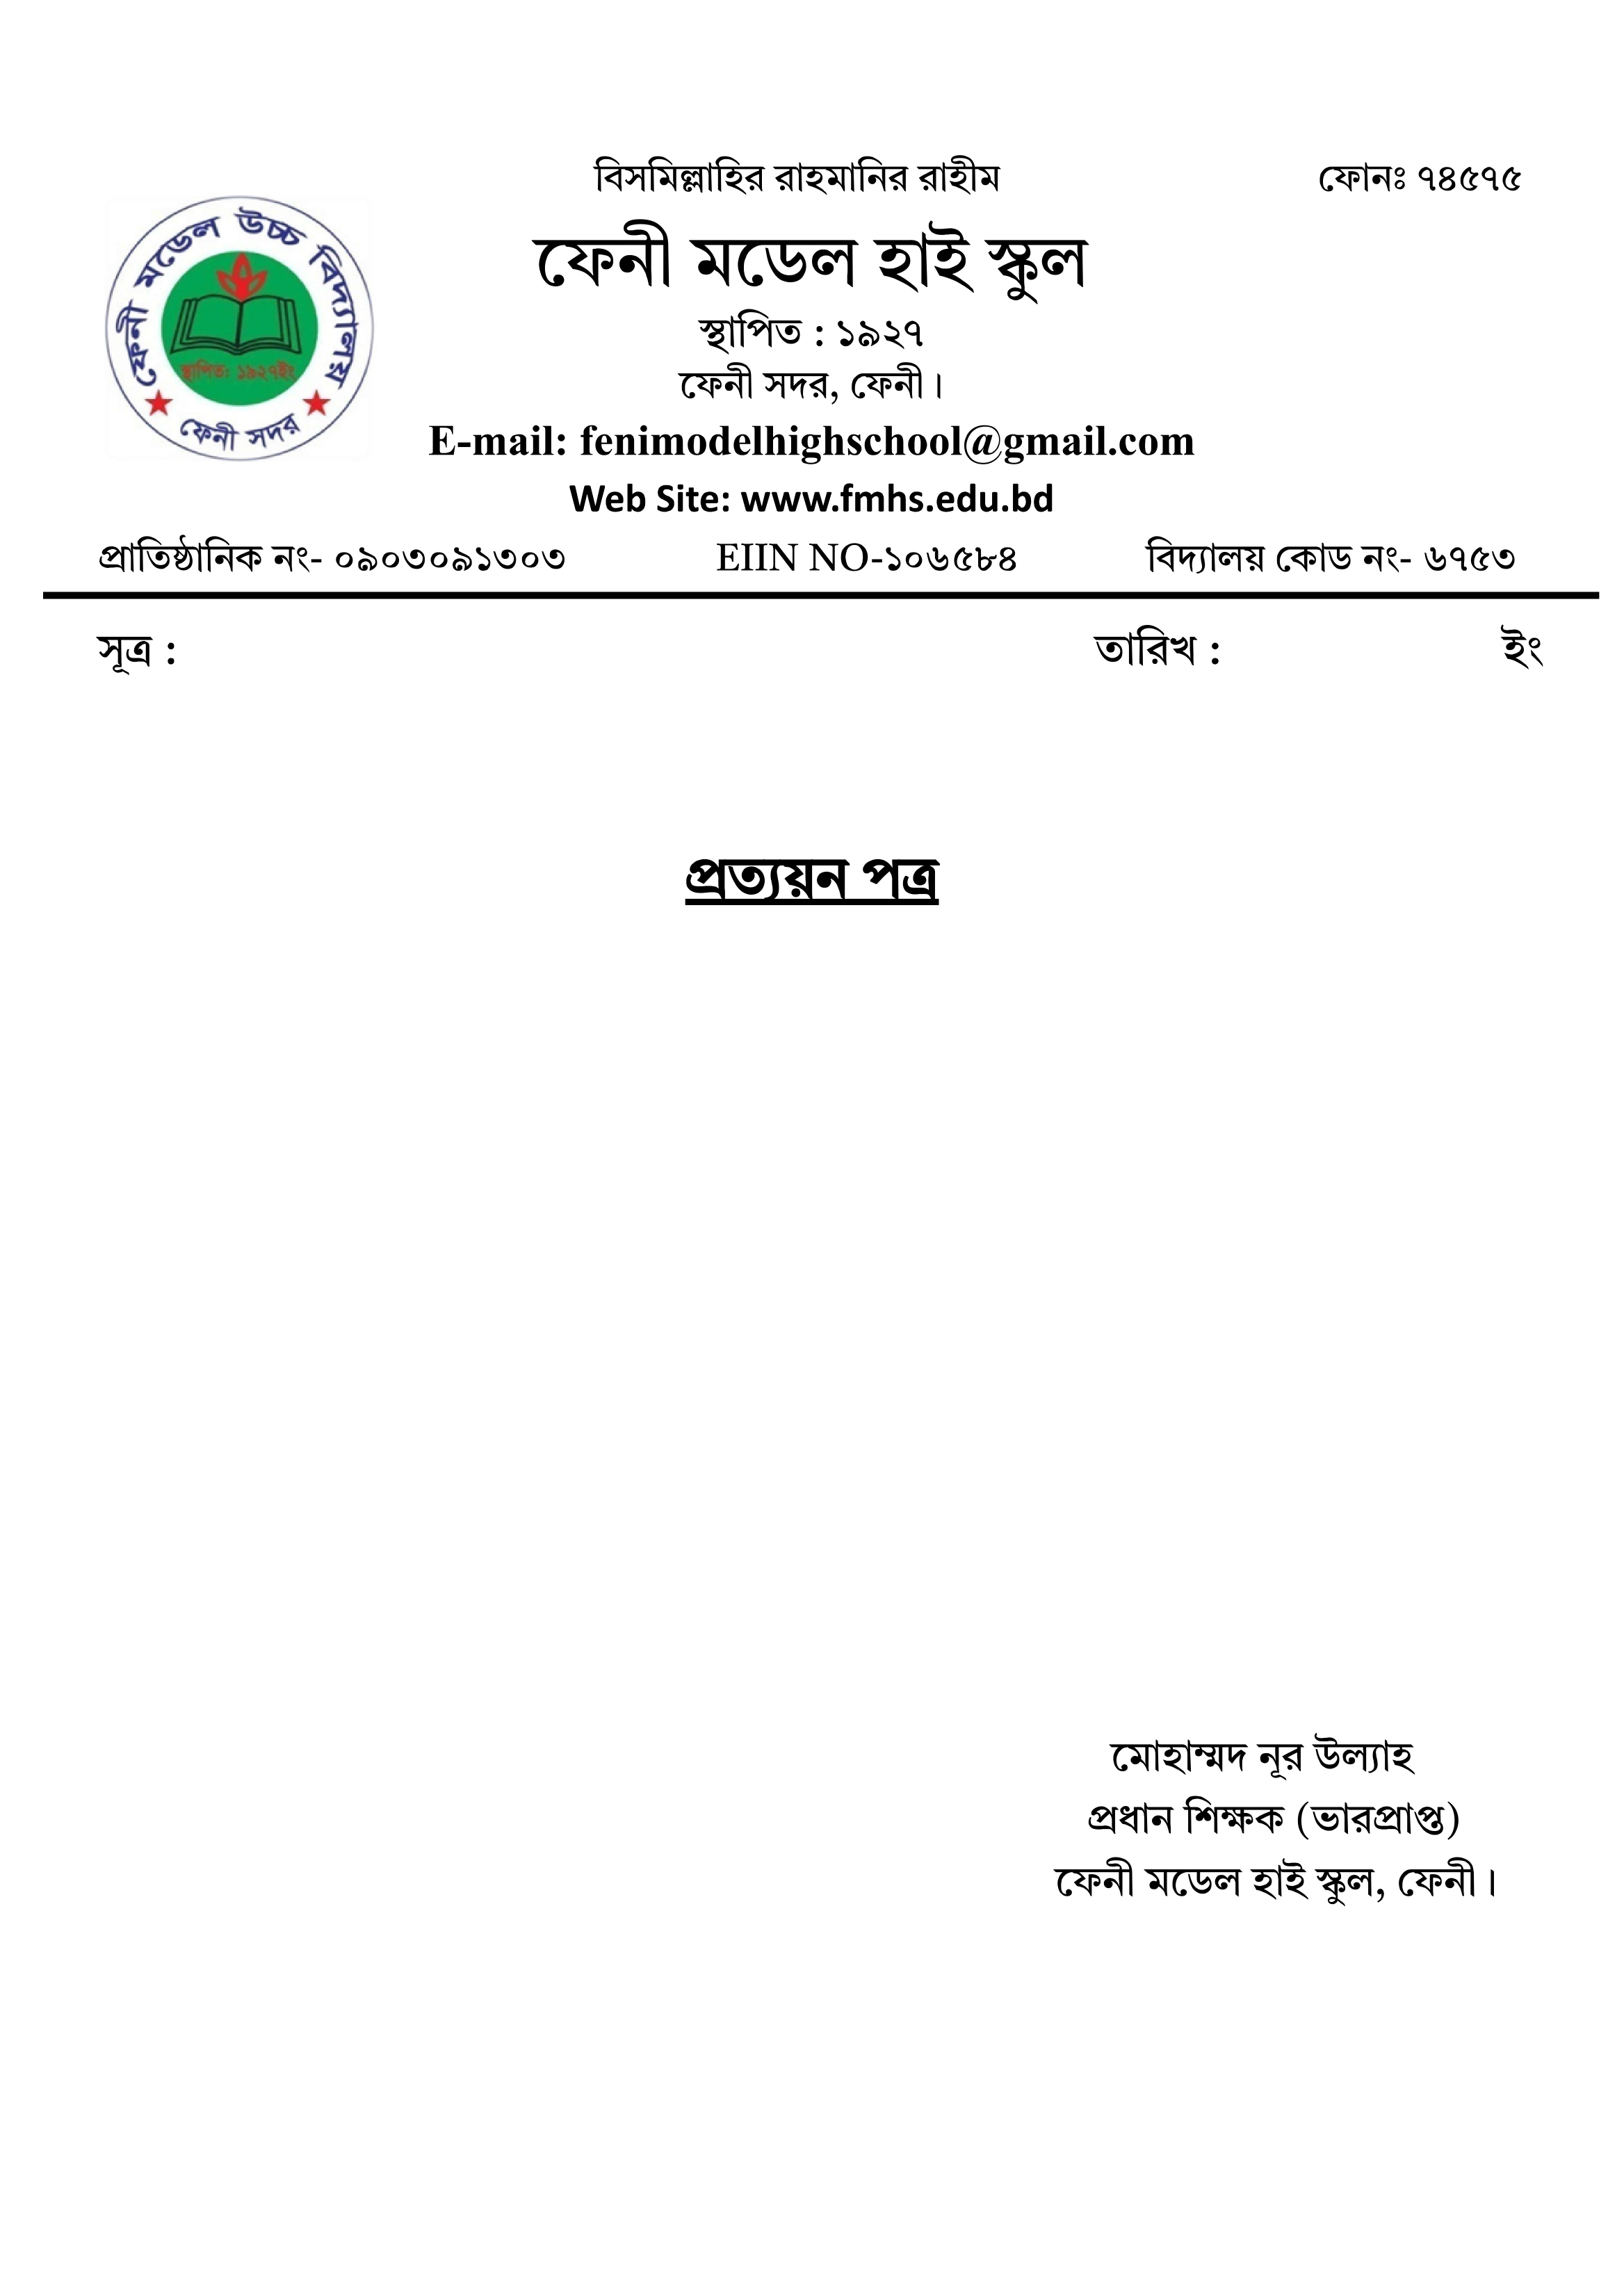 বিসমিল্লাহির রাহমানির রাহীম ফোনঃ ৭৪৫৭৫
ফেনী মডেল উচ্চ বিদ্যালয়
স্থাপিত: ১৯২৭ইং
ফেনী সদর
ফেনী মডেল হাই স্কুল
স্থাপিত : ১৯২৭
ফেনী সদর, ফেনী।
E-mail: fenimodelhighschool@gmail.com
Web Site: www.fmhs.edu.bd
প্রাতিষ্ঠানিক নং- ০৯০৩০৯১৩০৩ EIIN NO-১০৬৫৮৪ বিদ্যালয় কোড নং- ৬৭৫৩
সূত্র : তারিখ : ইং
প্রত্যয়ন পত্র
মোহাম্মদ নূর উল্যাহ
প্রধান শিক্ষক (ভারপ্রাপ্ত)
ফেনী মডেল হাই স্কুল, ফেনী।